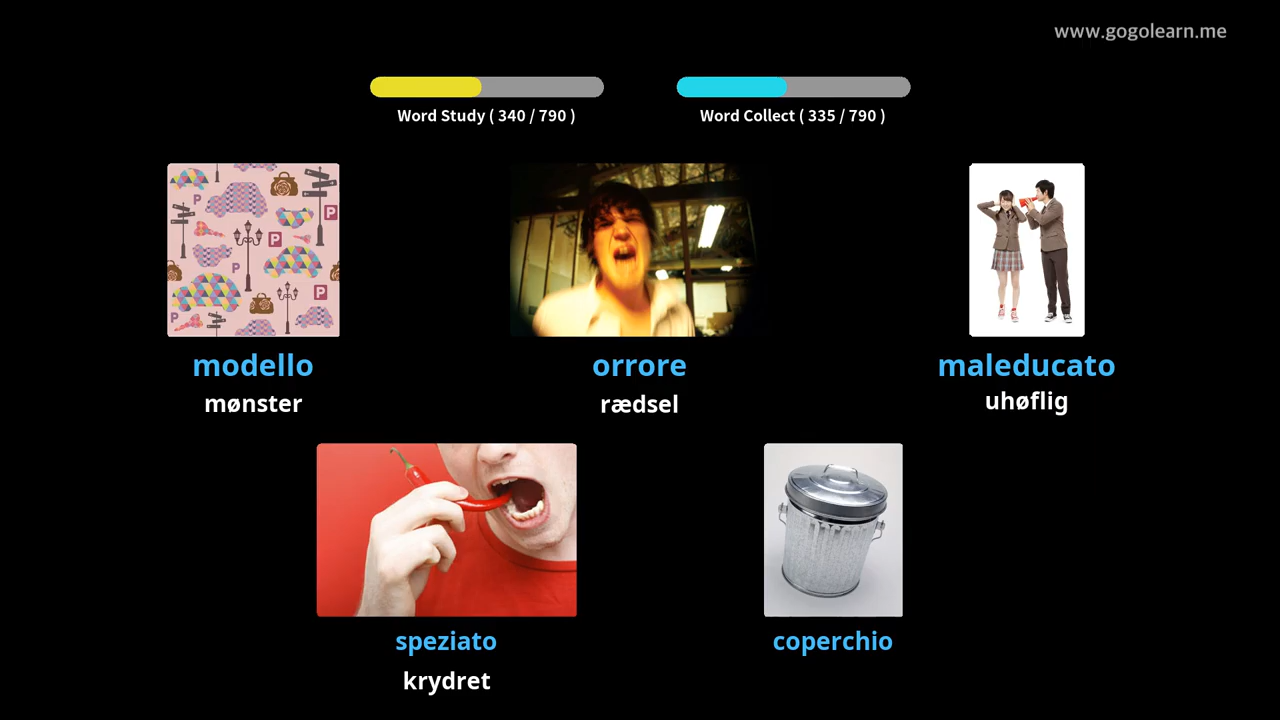 www.gogolearn.me
Word Study ( 340 / 790 )
Word Collect ( 335 / 790 )
P
P
P
P
P
P
modello
mønster
orrore
rædsel
maleducato
uhøflig
speziato
krydret
coperchio